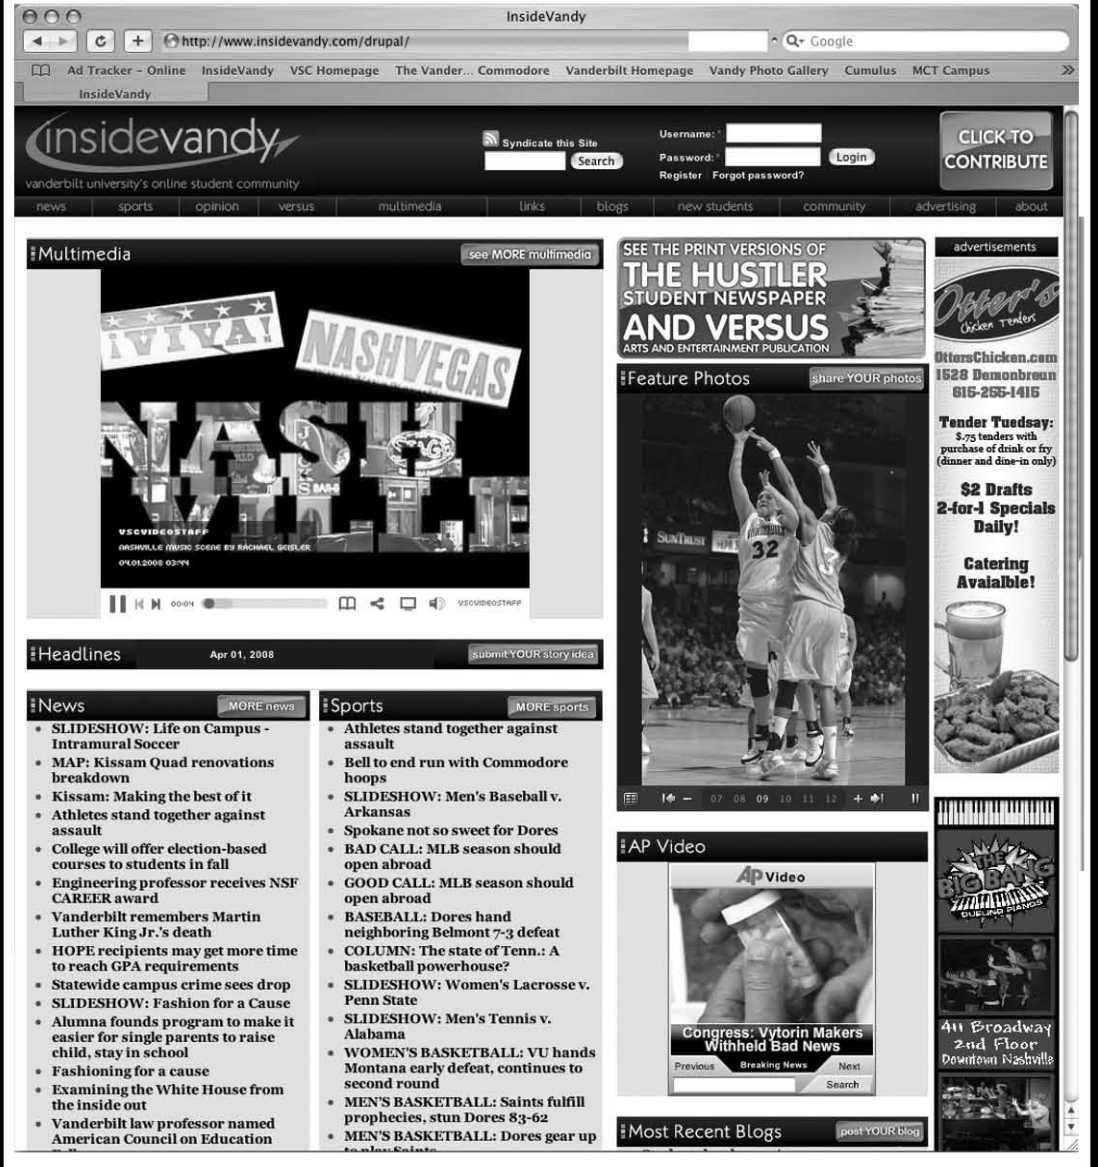 InsideVandy
http://www.insidevandy.com/drupal/
Google
Ad Tracker – Online InsideVandy VSC Homepage The Vander... Commodore Vanderbilt Homepage Vandy Photo Gallery Cumulus MCT Campus
InsideVandy
insidevandy
vanderbilt university's online student community
Syndicate this Site
Search
Username: *
Password: *
Login
Register | Forgot password?
CLICK TO
CONTRIBUTE
news sports opinion versus multimedia links blogs new students community advertising about
Multimedia
see MORE multimedia
¡VIVA!
NASHVEGAS
NASH
VILLE
VSCVIDEOSTAFF
NASHVILLE MUSIC SCENE BY RACHAEL GEISLER
04.01.2008 03:44
00:04
VSCVIDEOSTAFF
Headlines
Apr 01, 2008
submit YOUR story idea
News
MORE news
SLIDESHOW: Life on Campus -
Intramural Soccer
MAP: Kissam Quad renovations
breakdown
Kissam: Making the best of it
Athletes stand together against
assault
College will offer election-based
courses to students in fall
Engineering professor receives NSF
CAREER award
Vanderbilt remembers Martin
Luther King Jr.'s death
HOPE recipients may get more time
to reach GPA requirements
Statewide campus crime sees drop
SLIDESHOW: Fashion for a Cause
Alumna founds program to make it
easier for single parents to raise
child, stay in school
Fashioning for a cause
Examining the White House from
the inside out
Vanderbilt law professor named
American Council on Education
Sports
MORE sports
Athletes stand together against
assault
Bell to end run with Commodore
hoops
SLIDESHOW: Men's Baseball v.
Arkansas
Spokane not so sweet for Dores
BAD CALL: MLB season should
open abroad
GOOD CALL: MLB season should
open abroad
BASEBALL: Dores hand
neighboring Belmont 7-3 defeat
COLUMN: The state of Tenn.: A
basketball powerhouse?
SLIDESHOW: Women's Lacrosse v.
Penn State
SLIDESHOW: Men's Tennis v.
Alabama
WOMEN'S BASKETBALL: VU hands
Montana early defeat, continues to
second round
MEN'S BASKETBALL: Saints fulfill
prophecies, stun Dores 83-62
MEN'S BASKETBALL: Dores gear up
to play Saints
SEE THE PRINT VERSIONS OF
THE HUSTLER
STUDENT NEWSPAPER
AND VERSUS
ARTS AND ENTERTAINMENT PUBLICATION
Feature Photos
share YOUR photos
SUNTRUST
32
3
07 08 09 10 11 12
AP Video
AP Video
Congress: Vytorin Makers
Withheld Bad News
Previous Breaking News Next
Search
Most Recent Blogs
post YOUR blog
advertisements
Otter's
Chicken Tenders
OttersChicken.com
1528 Demonbreun
615-255-1415
Tender Tuedsay:
$.75 tenders with
purchase of drink or fry
(dinner and dine-in only)
$2 Drafts
2-for-1 Specials
Daily!
Catering
Avaialble!
THE
BIG BANG
DUELING PIANOS
411 Broadway
2nd Floor
Downtown Nashville